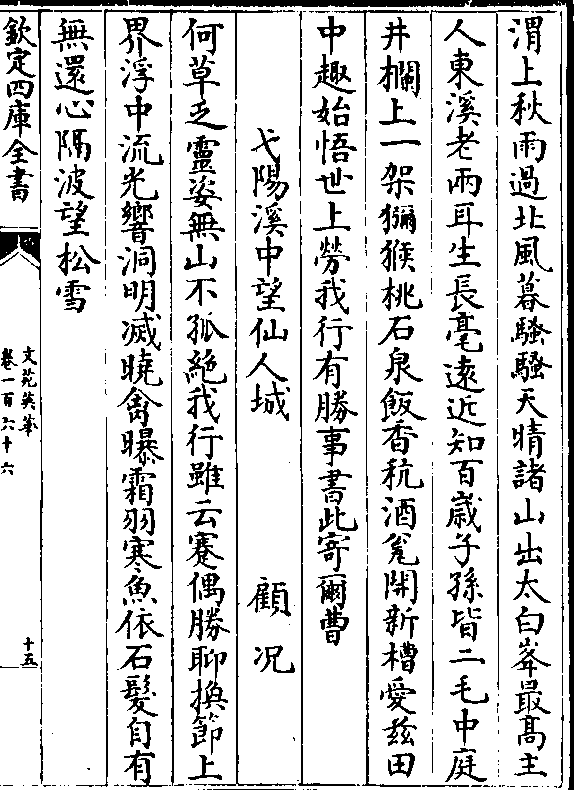 渭上秋雨過北風暮騷騷天晴諸山出太白峯最髙主
人東溪老兩耳生長毫逺近知百歳子孫皆二毛中庭
井欄上一架獼猴桃石泉飯香秔酒瓮開新槽愛兹田
中趣始悟世上勞我行有勝事書此寄爾曹
弋陽溪中望仙人城 顧况
何草乏靈姿無山不孤絶我行雖云蹇偶勝聊換節上
界浮中流光響洞明滅曉禽曝霜羽寒魚依石髮自有
無還心隔波望松雪
欽定四庫全書
文苑英華
卷一百六十六
十五